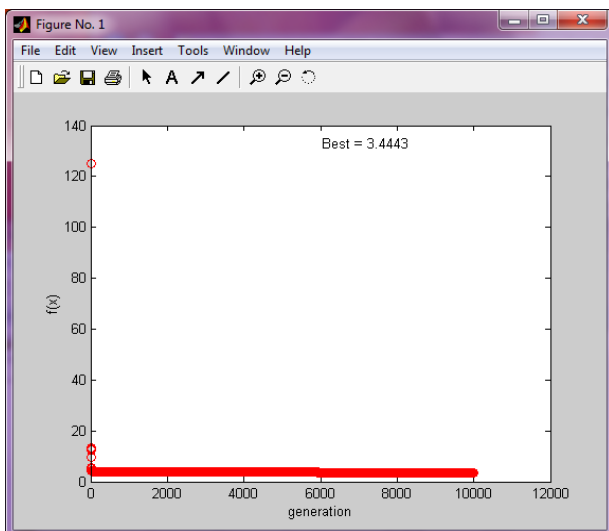 Figure No. 1
File Edit View Insert Tools Window Help
A
140
Best = 3.4443
120
100
80
f(x)
60
40
20
0
0 2000 4000 6000 8000 10000 12000
generation